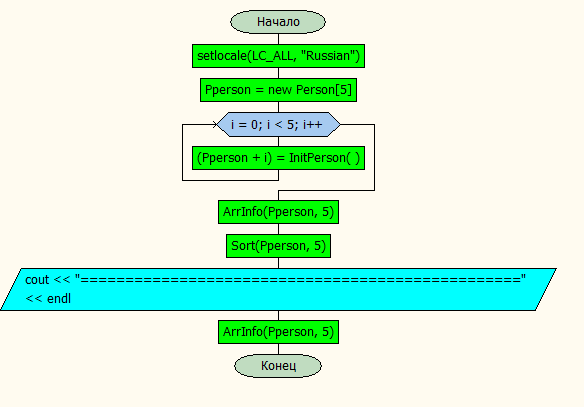 Начало
setlocale(LC_ALL, "Russian")
Pperson = new Person[5]
i = 0; i < 5; i++
(Pperson + i) = InitPerson( )
ArrInfo(Pperson, 5)
Sort(Pperson, 5)
cout << "================================================="
<< endl
ArrInfo(Pperson, 5)
Конец